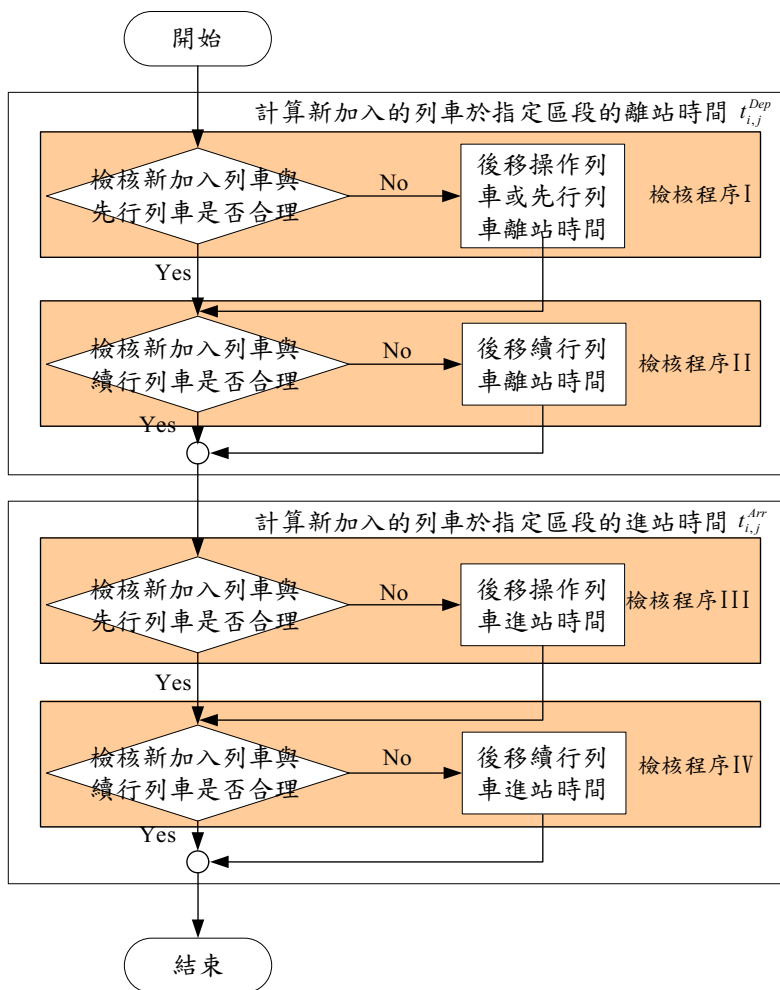 開始
計算新加入的列車於指定區段的離站時間 t_{i,j}^{Dep}
檢核新加入列車與
先行列車是否合理
No
後移操作列
車或先行列
車離站時間
檢核程序I
Yes
檢核新加入列車與
續行列車是否合理
No
後移續行列
車離站時間
檢核程序II
Yes
計算新加入的列車於指定區段的進站時間 t_{i,j}^{Arr}
檢核新加入列車與
先行列車是否合理
No
後移操作列
車進站時間
檢核程序III
Yes
檢核新加入列車與
續行列車是否合理
No
後移續行列
車進站時間
檢核程序IV
Yes
結束